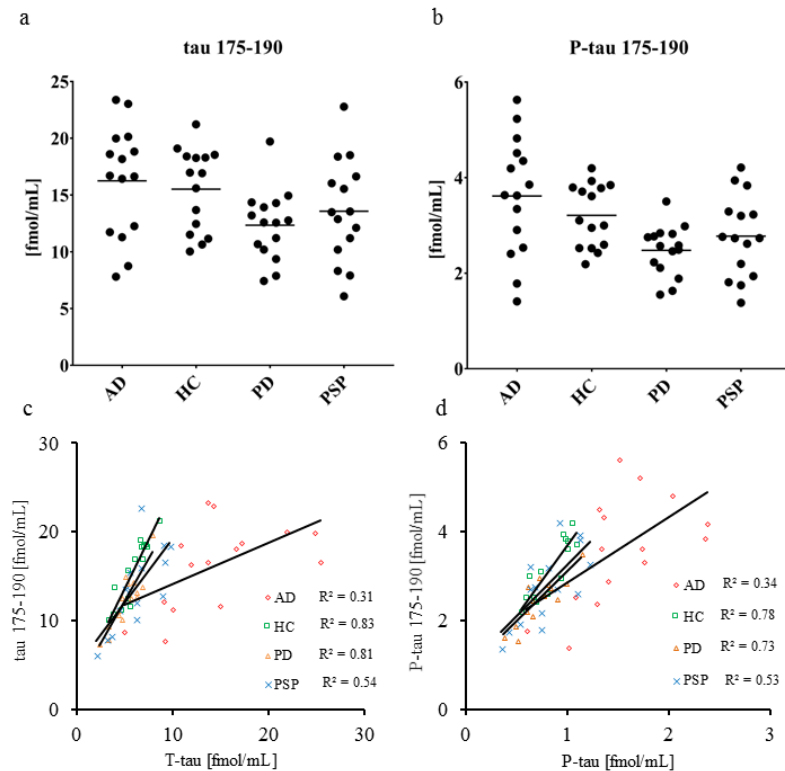 a
tau 175-190
[fmol/mL]
25
20
15
10
5
0
AD
HC
PD
PSP
b
P-tau 175-190
[fmol/mL]
6
4
2
0
AD
HC
PD
PSP
c
tau 175-190 [fmol/mL]
30
20
10
0
0
10
20
30
T-tau [fmol/mL]
AD R² = 0.31
HC R² = 0.83
PD R² = 0.81
PSP R² = 0.54
d
P-tau 175-190 [fmol/mL]
6
4
2
0
0
1
2
3
P-tau [fmol/mL]
AD R² = 0.34
HC R² = 0.78
PD R² = 0.73
PSP R² = 0.53